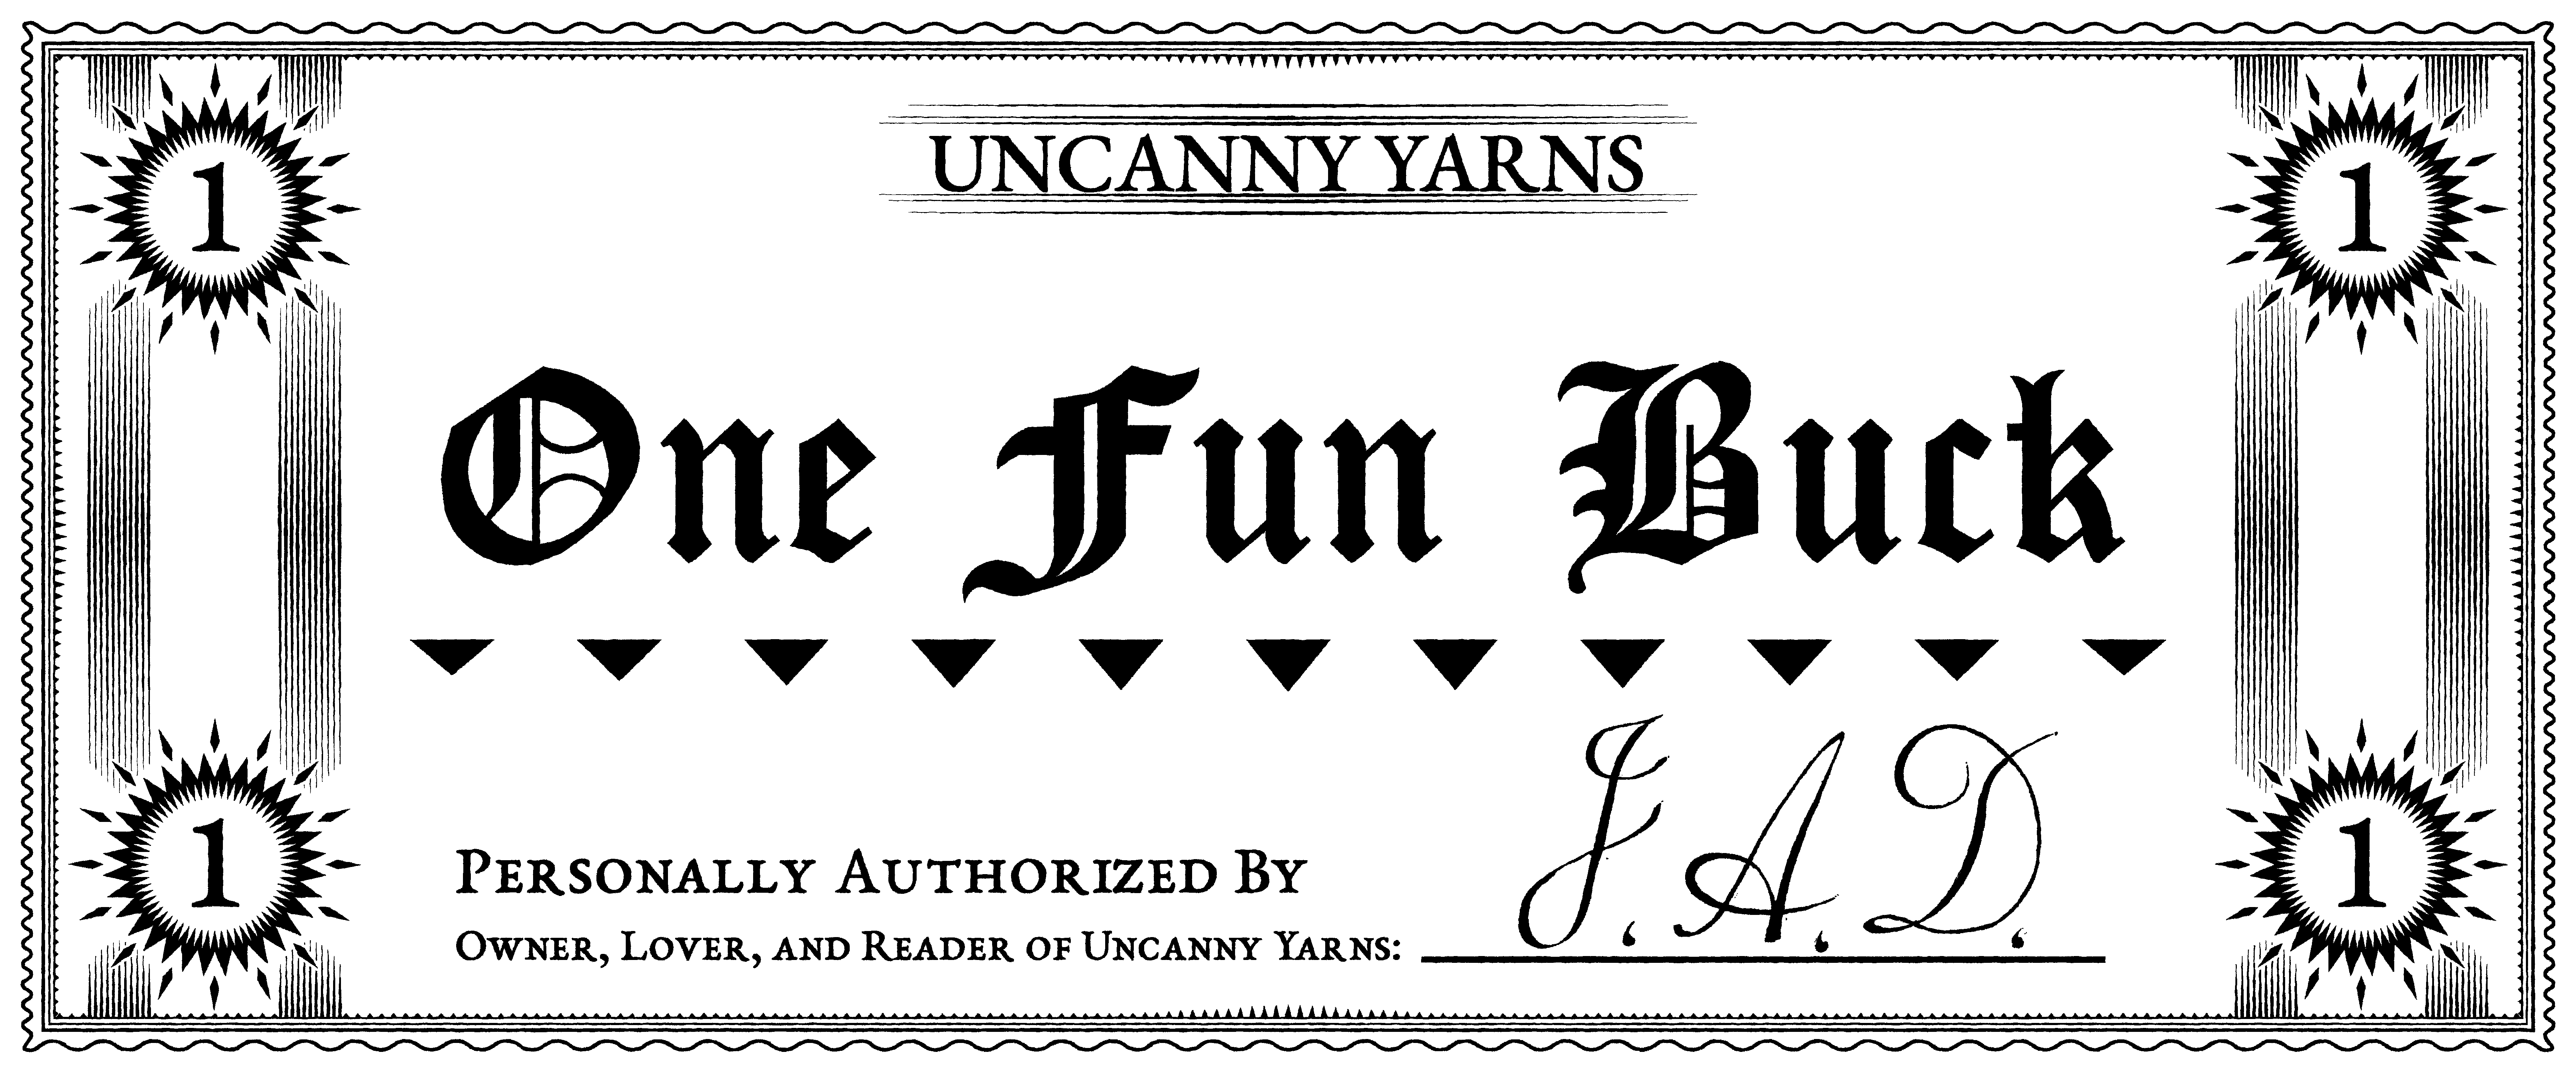 1 UNCANNY YARNS 1
One Fun Buck
Personally Authorized By
Owner, Lover, and Reader of Uncanny Yarns: J. A. D.
1 1